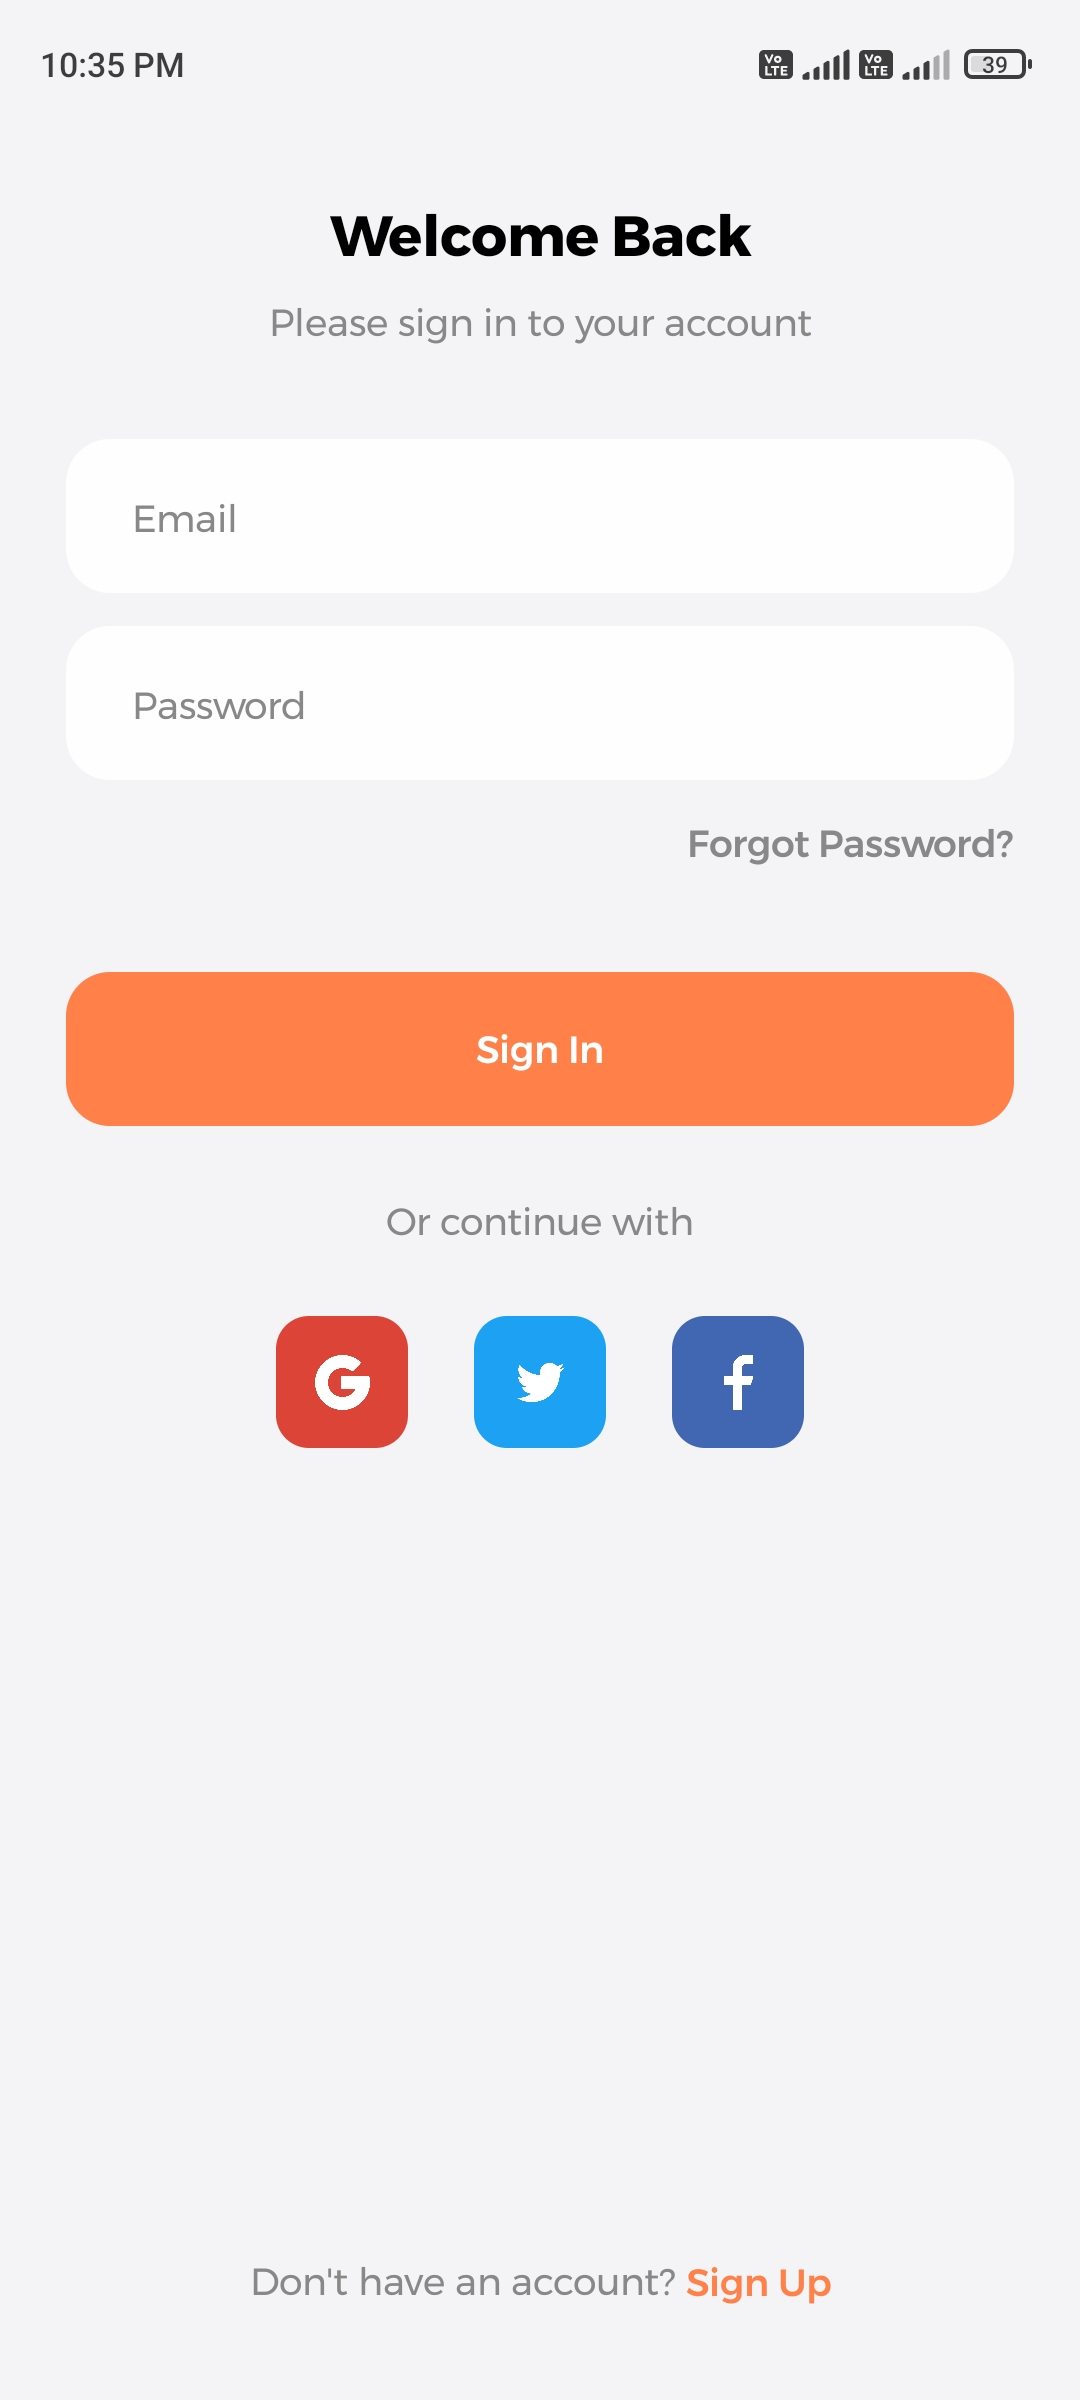 10:35 PM
Vo LTE Vo LTE 39
Welcome Back
Please sign in to your account
Email
Password
Forgot Password?
Sign In
Or continue with
Don't have an account? Sign Up